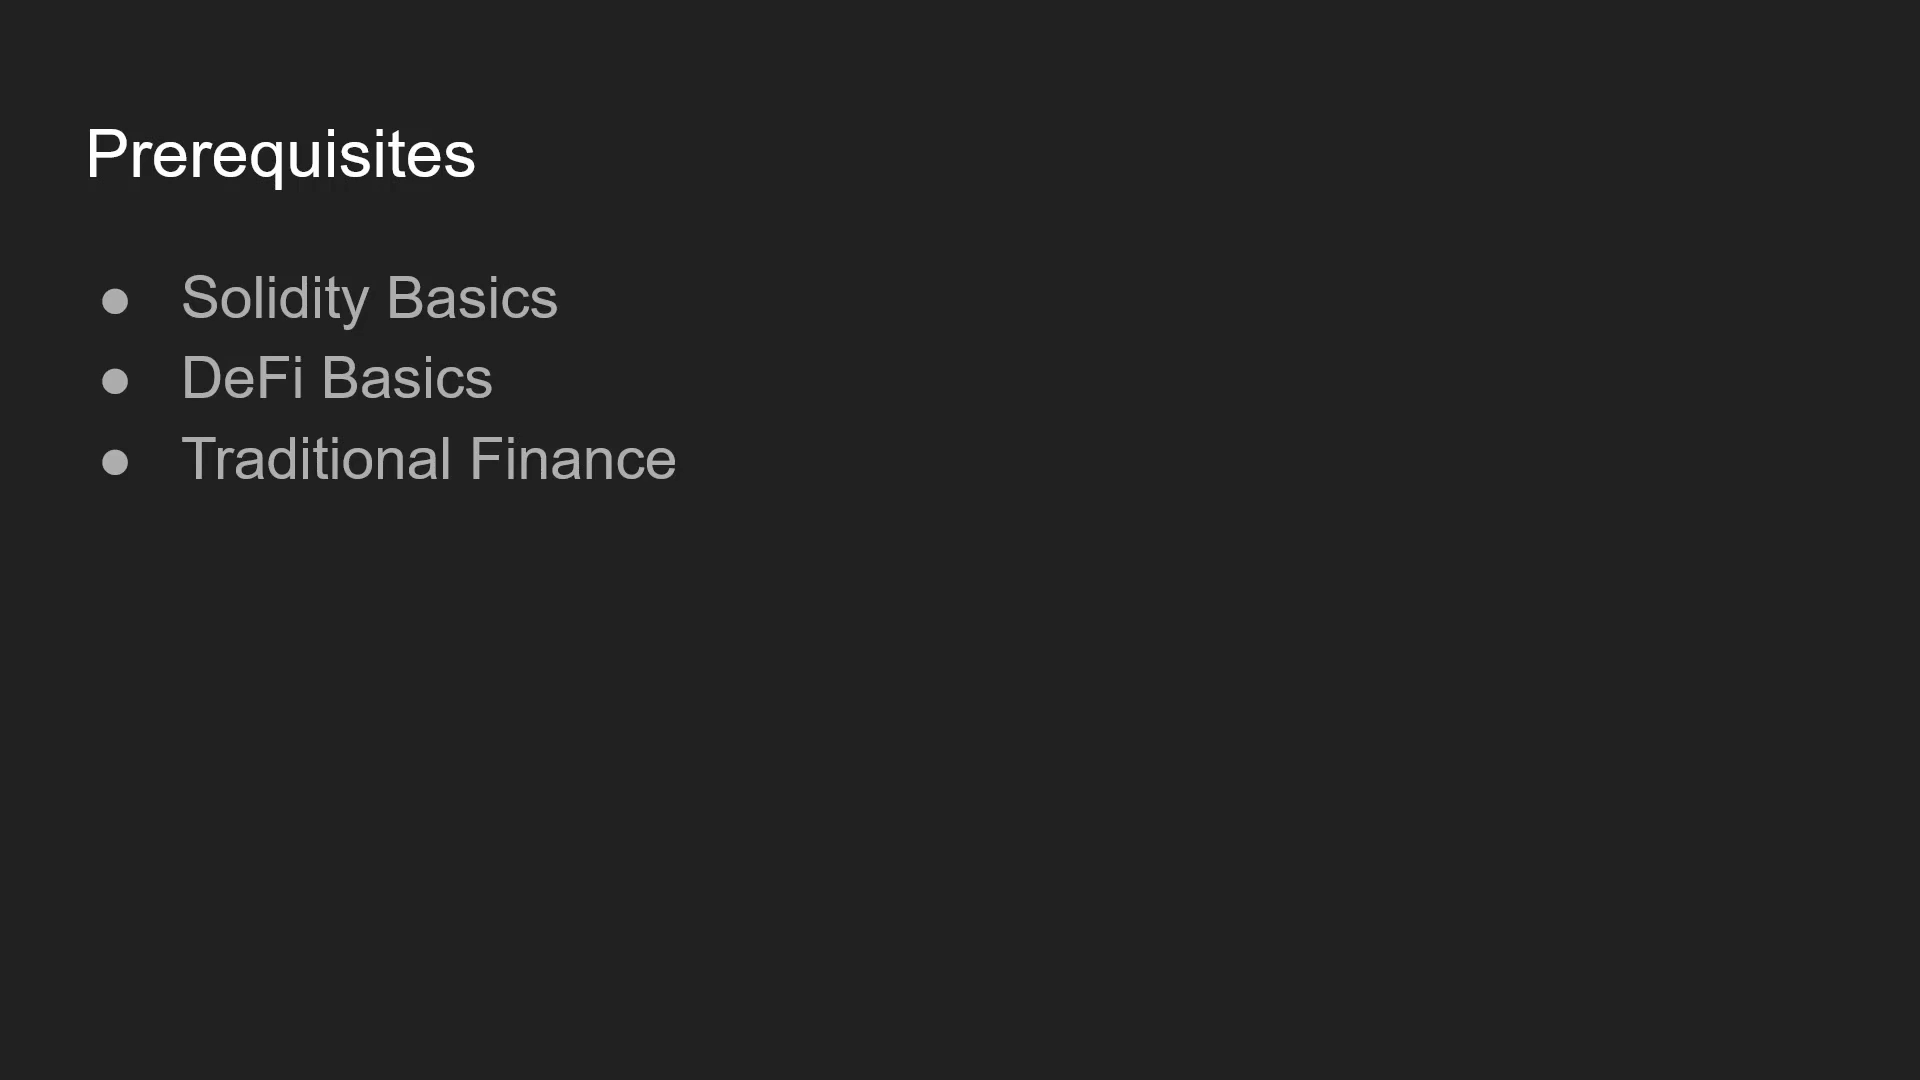 Prerequisites
● Solidity Basics
● DeFi Basics
● Traditional Finance